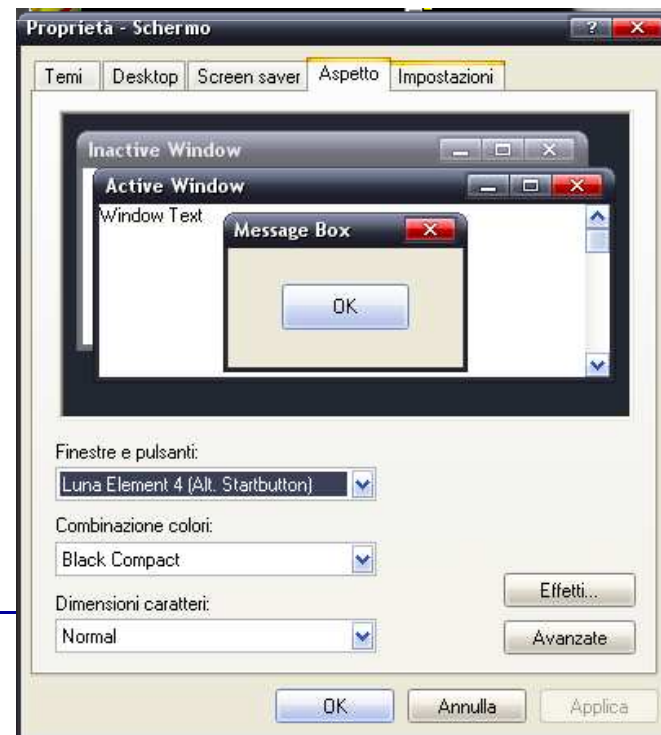 Proprietà - Schermo
Temi Desktop Screen saver Aspetto Impostazioni
Inactive Window
Active Window
Window Text
Message Box
OK
Finestre e pulsanti:
Luna Element 4 (Alt. Startbutton)
Combinazione colori:
Black Compact
Dimensioni caratteri:
Normal
Effetti...
Avanzate
OK Annulla Applica